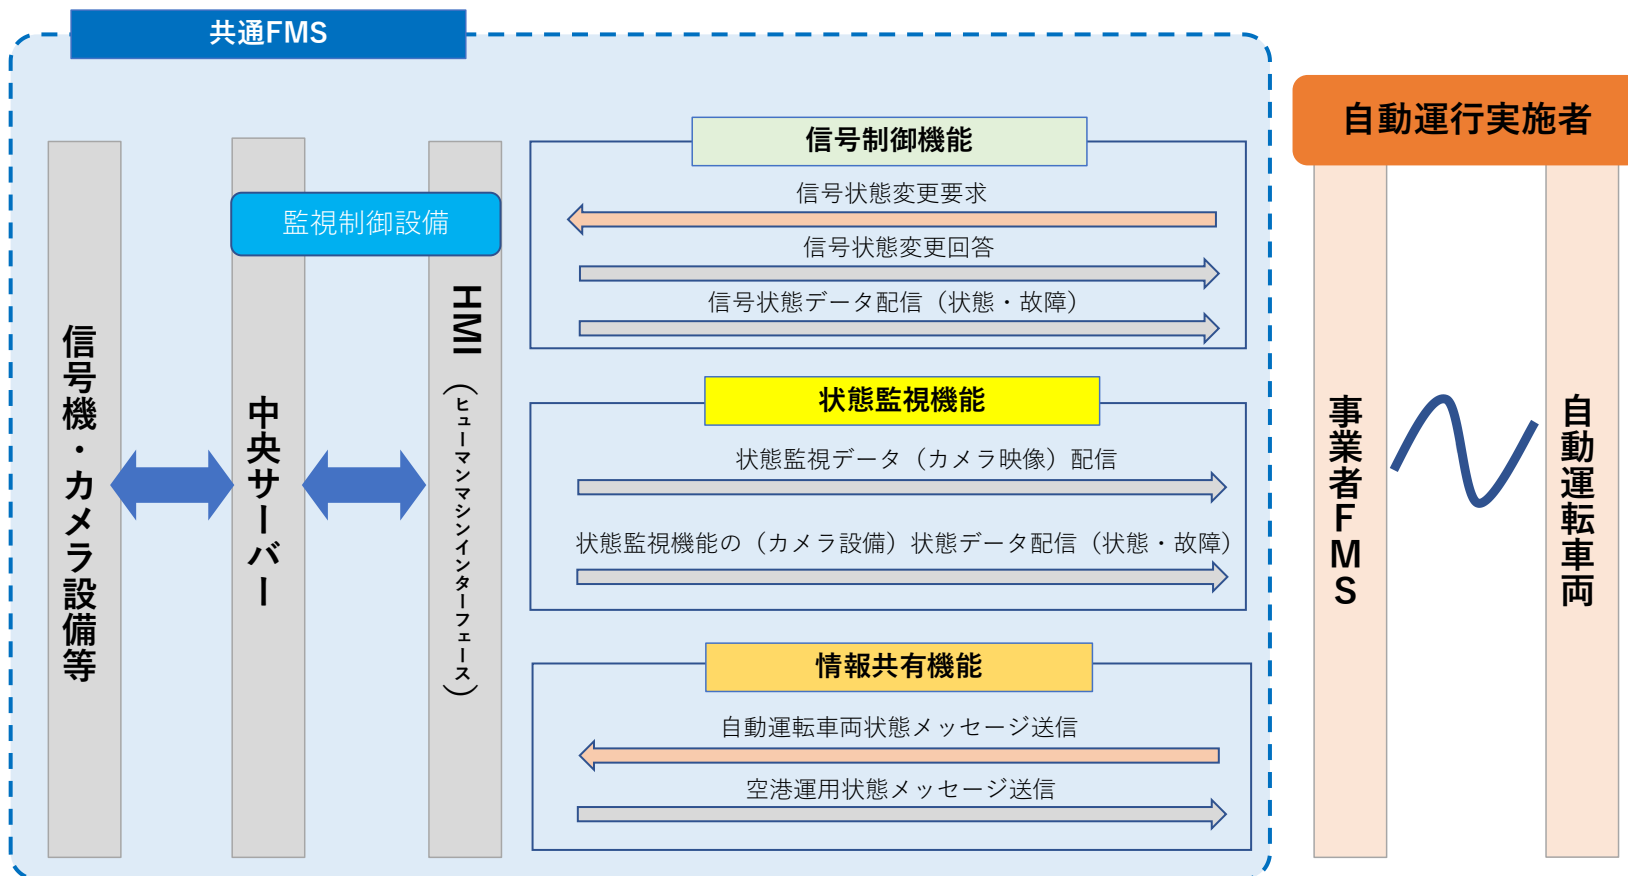 共通FMS
自動運行実施者
信号機・カメラ設備等
中央サーバー
監視制御設備
HMI（ヒューマンマシンインターフェース）
信号制御機能
信号状態変更要求
信号状態変更回答
信号状態データ配信（状態・故障）
状態監視機能
状態監視データ（カメラ映像）配信
状態監視機能の（カメラ設備）状態データ配信（状態・故障）
情報共有機能
自動運転車両状態メッセージ送信
空港運用状態メッセージ送信
事業者FMS
自動運転車両